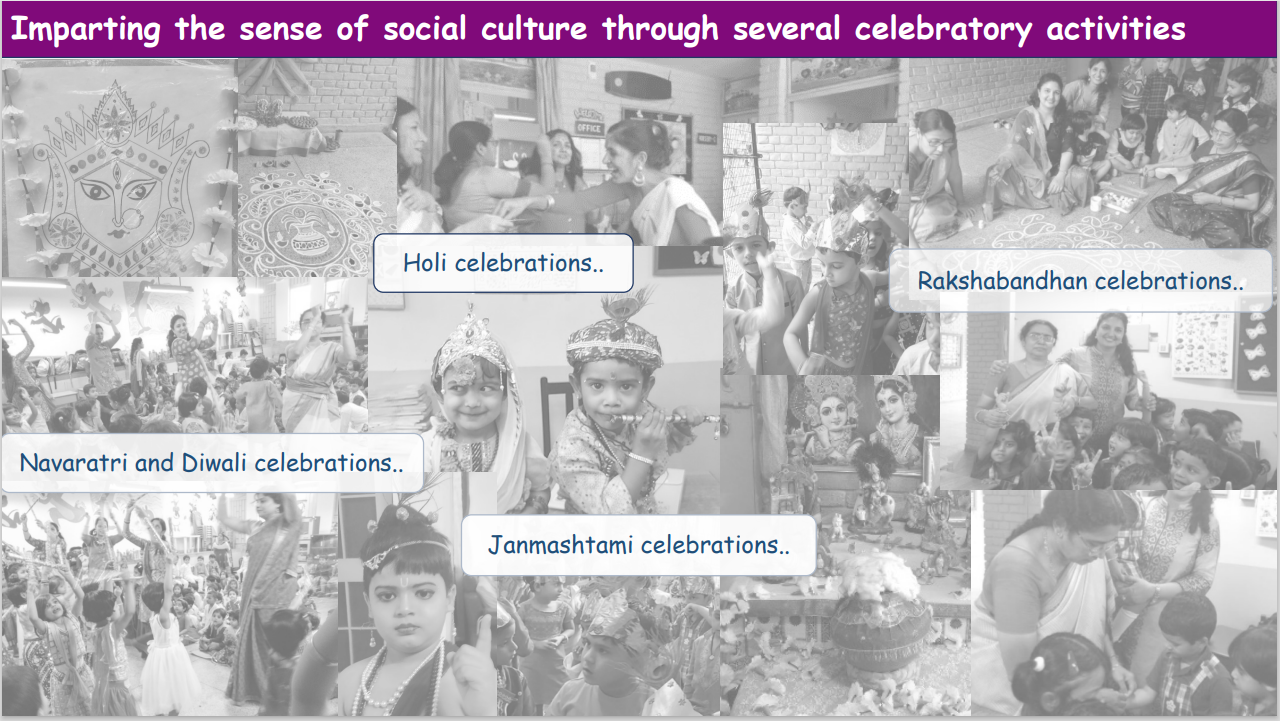 Imparting the sense of social culture through several celebratory activities
OFFICE
Holi celebrations..
Rakshabandhan celebrations..
Navaratri and Diwali celebrations..
Janmashtami celebrations..